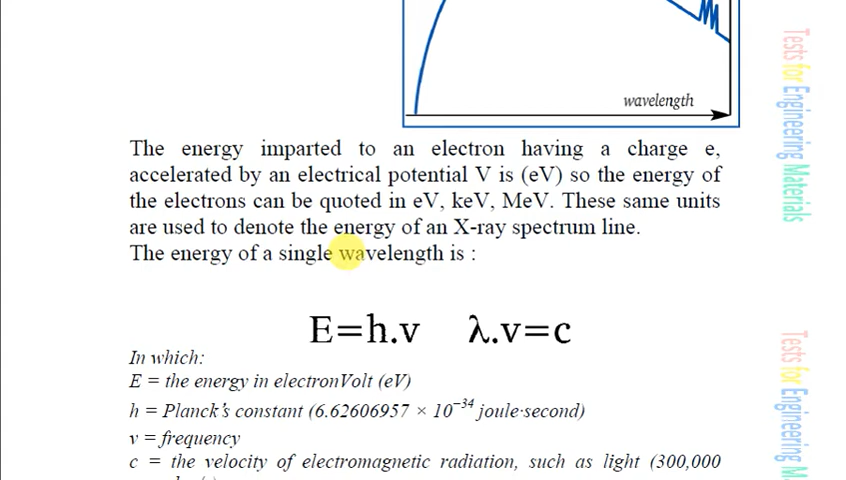 wavelength
The energy imparted to an electron having a charge e,
accelerated by an electrical potential V is (eV) so the energy of
the electrons can be quoted in eV, keV, MeV. These same units
are used to denote the energy of an X-ray spectrum line.
The energy of a single wavelength is :
E=h.v λ.v=c
In which:
E = the energy in electronVolt (eV)
h = Planck's constant (6.62606957 × 10⁻³⁴ joule·second)
v = frequency
c = the velocity of electromagnetic radiation, such as light (300,000
Tests for Engineering Materials
Tests for Engineering Ma